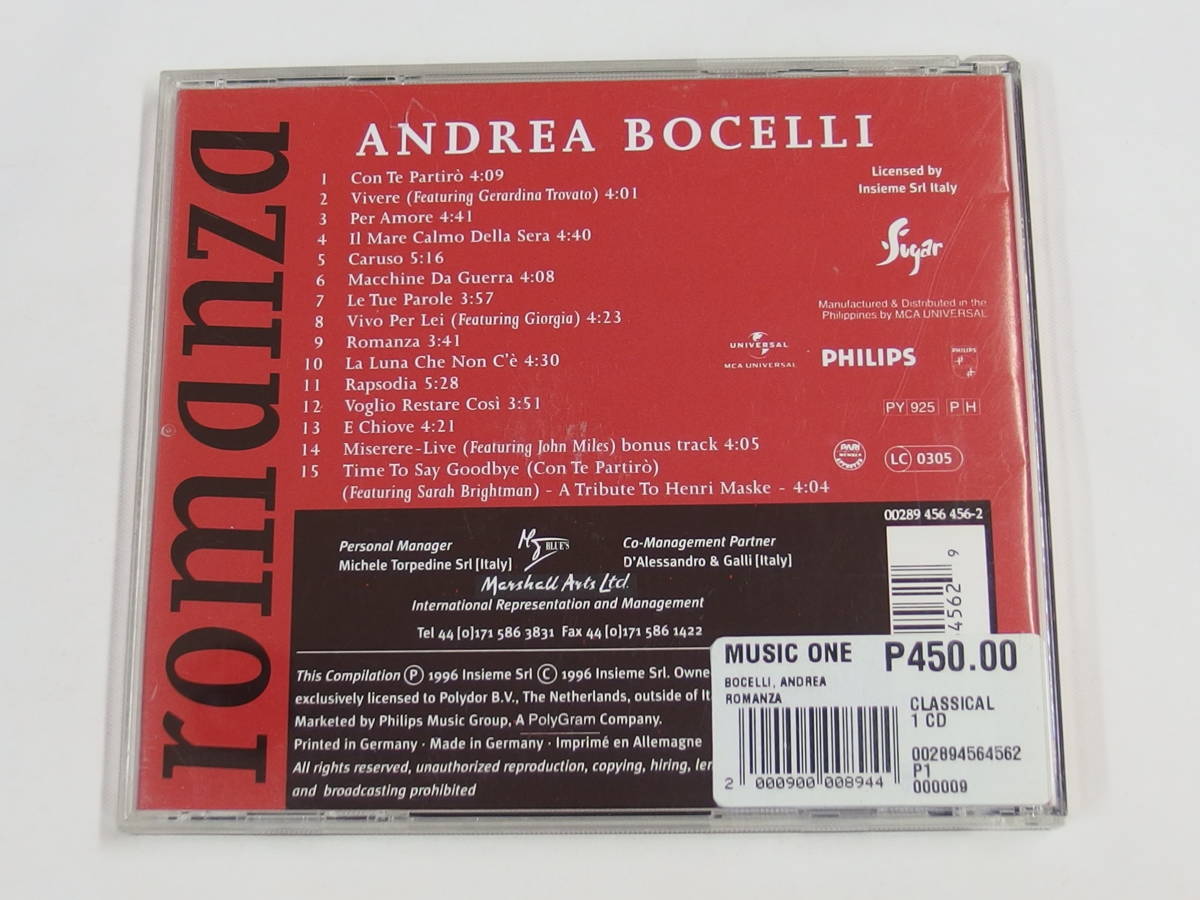 romanza
ANDREA BOCELLI
1 Con Te Partirò 4:09
2 Vivere (Featuring Gerardina Trovato) 4:01
3 Per Amore 4:41
4 Il Mare Calmo Della Sera 4:40
5 Caruso 5:16
6 Macchine Da Guerra 4:08
7 Le Tue Parole 3:57
8 Vivo Per Lei (Featuring Giorgia) 4:23
9 Romanza 3:41
10 La Luna Che Non C'è 4:30
11 Rapsodia 5:28
12 Voglio Restare Così 3:51
13 E Chiove 4:21
14 Miserere-Live (Featuring John Miles) bonus track 4:05
15 Time To Say Goodbye (Con Te Partirò)
(Featuring Sarah Brightman) - A Tribute To Henri Maske - 4:04
Licensed by
Insieme Srl Italy
Sugar
Manufactured & Distributed in the
Philippines by MCA UNIVERSAL
UNIVERSAL
MCA UNIVERSAL
PHILIPS
PHILIPS
PY 925 P H
LC 0305
00289 456 456-2
Personal Manager
Michele Torpedine Srl [Italy]
BLUE'S
Co-Management Partner
D'Alessandro & Galli [Italy]
Marshall Arts Ltd.
International Representation and Management
Tel 44 [0]171 586 3831 Fax 44 [0]171 586 1422
This Compilation ℗ 1996 Insieme Srl © 1996 Insieme Srl. Owne
exclusively licensed to Polydor B.V., The Netherlands, outside of It
Marketed by Philips Music Group, A PolyGram Company.
Printed in Germany · Made in Germany · Imprimé en Allemagne
All rights reserved, unauthorized reproduction, copying, hiring, len
and broadcasting prohibited
4562 9
MUSIC ONE P450.00
BOCELLI, ANDREA
ROMANZA
CLASSICAL
1 CD
2 000900 008944
002894564562
P1
000009